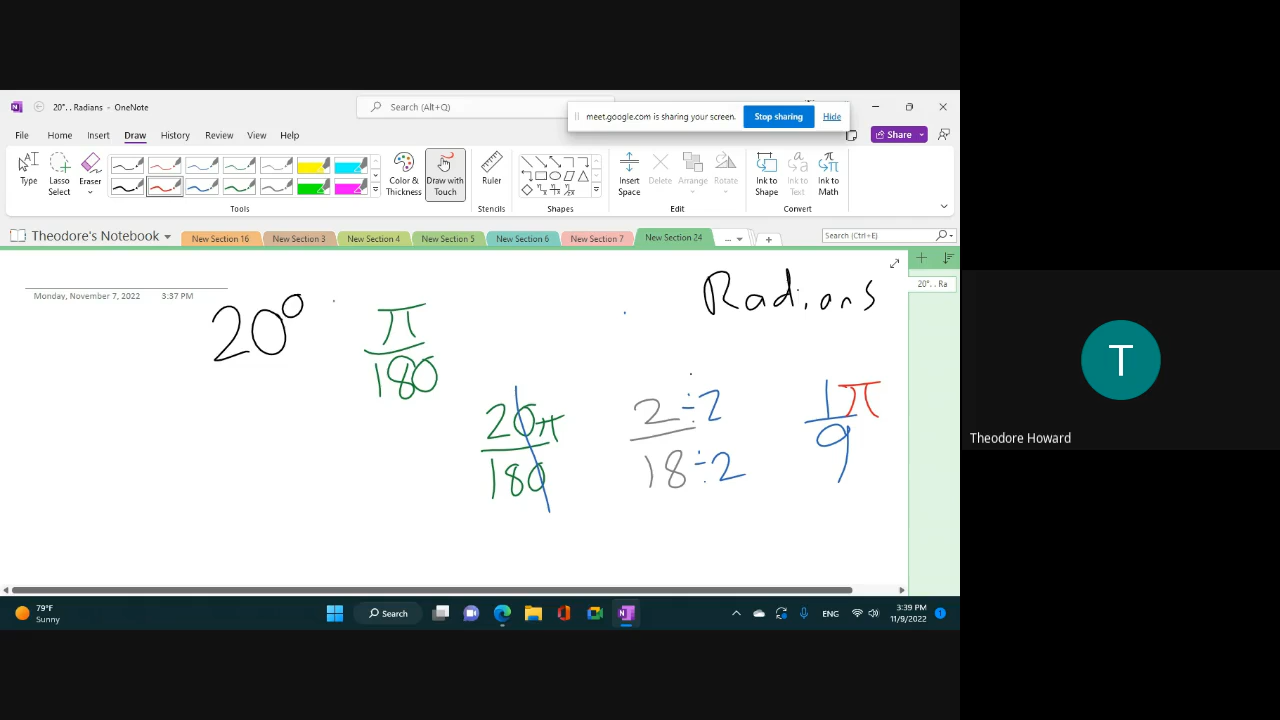 20°. . Radians - OneNote
Search (Alt+Q)
meet.google.com is sharing your screen.
Stop sharing
Hide
File Home Insert Draw History Review View Help
Share
Type
Lasso Select
Eraser
Color & Thickness
Draw with Touch
Ruler
Insert Space
Delete
Arrange
Rotate
Ink to Shape
Ink to Text
Ink to Math
Tools
Stencils
Shapes
Edit
Convert
Theodore's Notebook
New Section 16
New Section 3
New Section 4
New Section 5
New Section 6
New Section 7
New Section 24
...
Search (Ctrl+E)
20°. . Ra
Monday, November 7, 2022 3:37 PM
Radians
20°
π
180
20π
180
2 ÷2
18 ÷2
1π
9
T
Theodore Howard
79°F
Sunny
Search
ENG
3:39 PM
11/9/2022
1